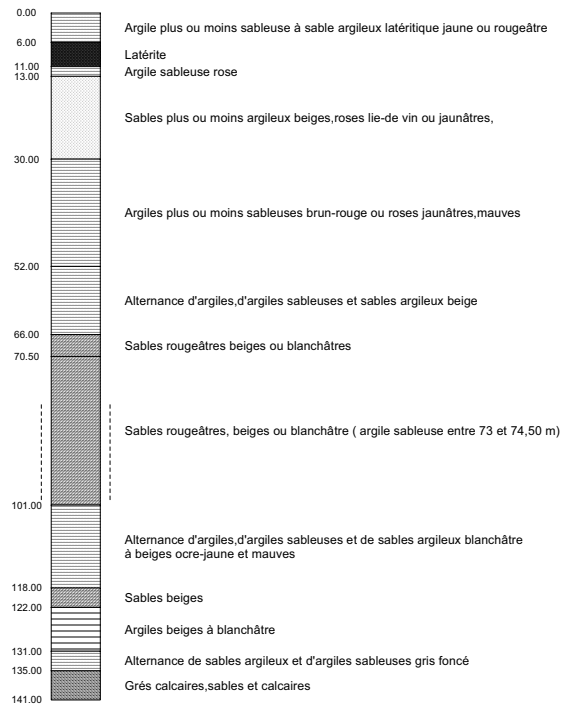 0.00
Argile plus ou moins sableuse à sable argileux latéritique jaune ou rougeâtre
6.00
Latérite
11.00
Argile sableuse rose
13.00
Sables plus ou moins argileux beiges,roses lie-de vin ou jaunâtres,
30.00
Argiles plus ou moins sableuses brun-rouge ou roses jaunâtres,mauves
52.00
Alternance d'argiles,d'argiles sableuses et sables argileux beige
66.00
Sables rougeâtres beiges ou blanchâtres
70.50
Sables rougeâtres, beiges ou blanchâtre ( argile sableuse entre 73 et 74,50 m)
101.00
Alternance d'argiles,d'argiles sableuses et de sables argileux blanchâtre
à beiges ocre-jaune et mauves
118.00
Sables beiges
122.00
Argiles beiges à blanchâtre
131.00
Alternance de sables argileux et d'argiles sableuses gris foncé
135.00
Grés calcaires,sables et calcaires
141.00